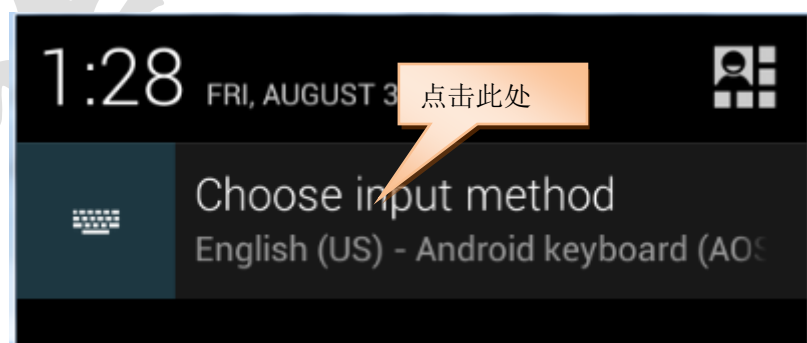 1:28 FRI, AUGUST 3
点击此处
Choose input method
English (US) - Android keyboard (AOS